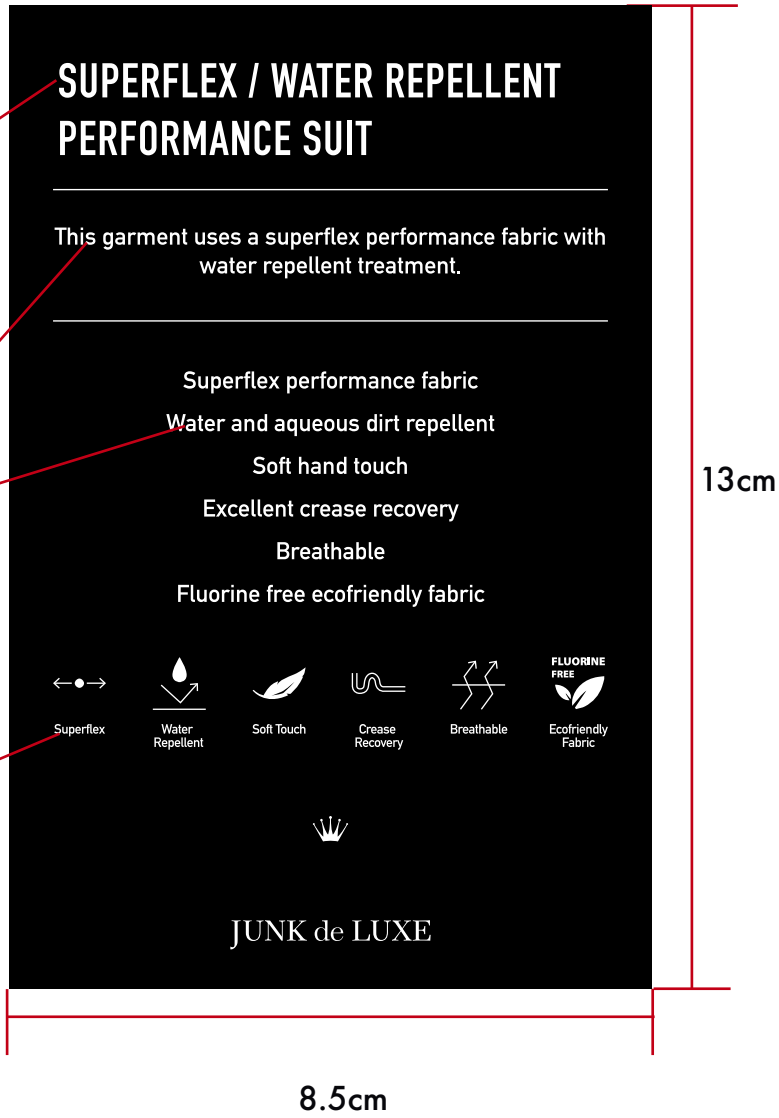 SUPERFLEX / WATER REPELLENT
PERFORMANCE SUIT
This garment uses a superflex performance fabric with
water repellent treatment.
Superflex performance fabric
Water and aqueous dirt repellent
Soft hand touch
Excellent crease recovery
Breathable
Fluorine free ecofriendly fabric
13cm
FLUORINE
FREE
Superflex
Water
Repellent
Soft Touch
Crease
Recovery
Breathable
Ecofriendly
Fabric
JUNK de LUXE
8.5cm